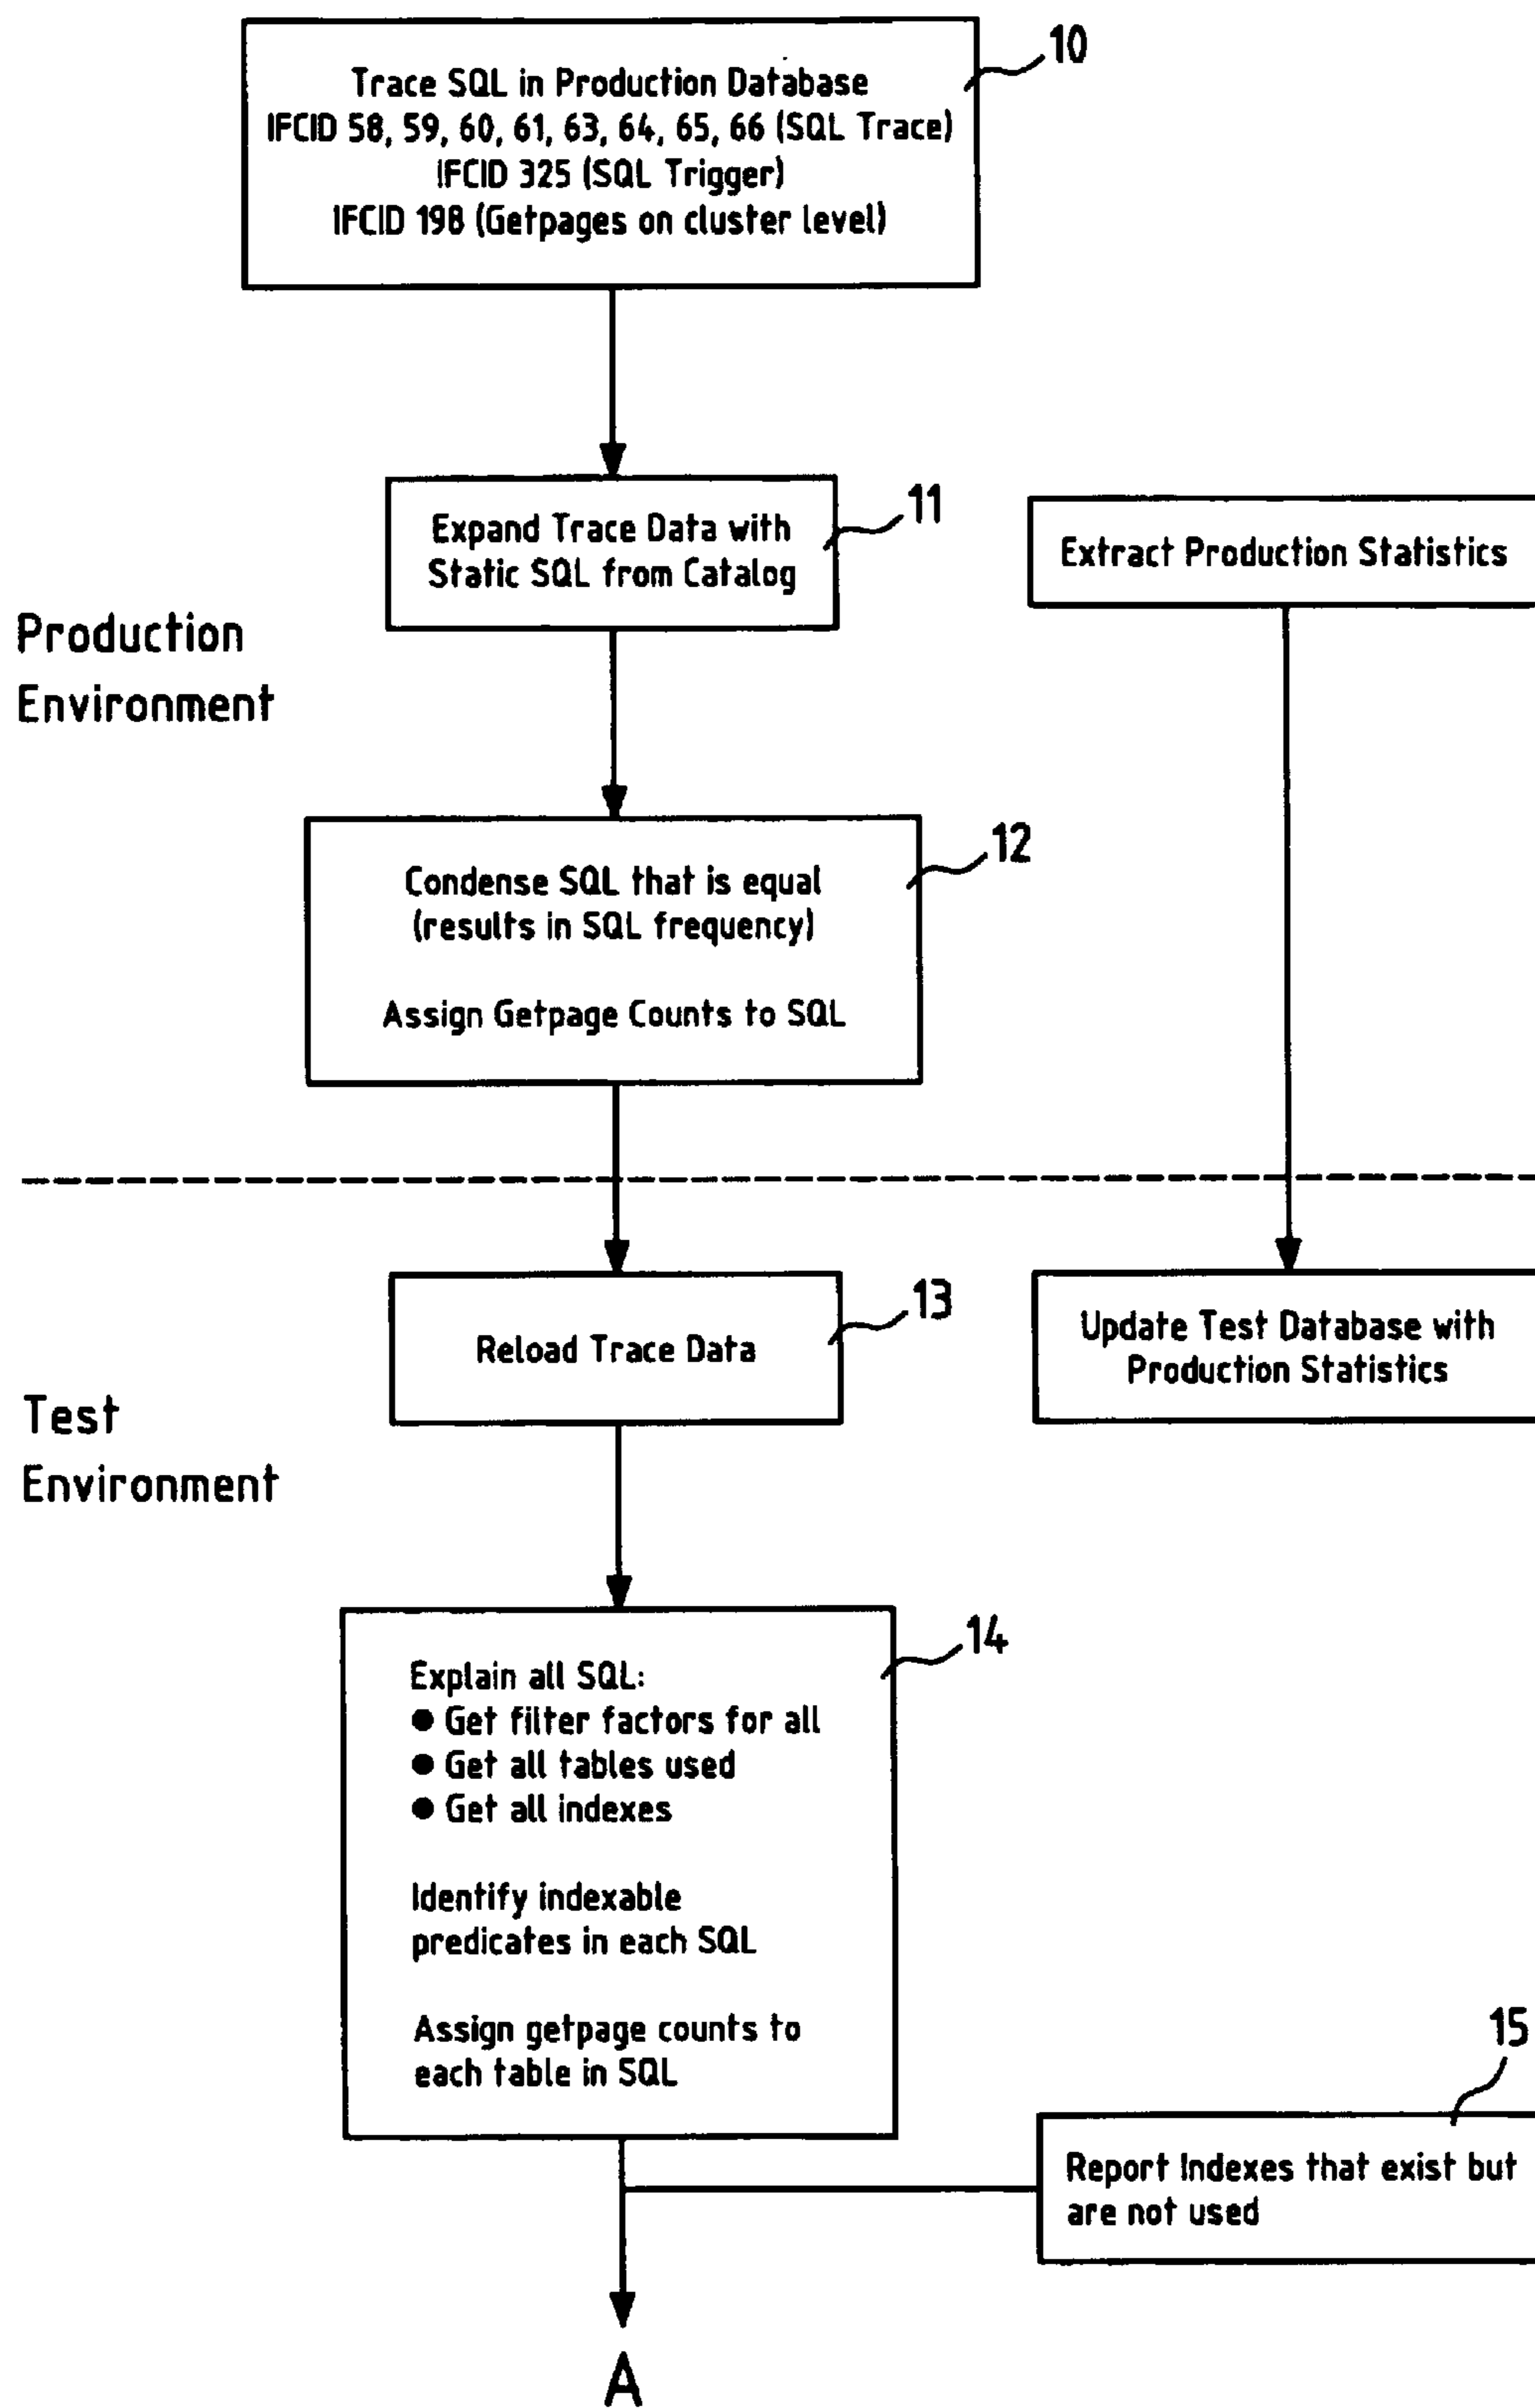 10
Trace SQL in Production Database
IFCID 58, 59, 60, 61, 63, 64, 65, 66 (SQL Trace)
IFCID 325 (SQL Trigger)
IFCID 198 (Getpages on cluster level)
11
Expand Trace Data with
Static SQL from Catalog
Extract Production Statistics
Production
Environment
12
Condense SQL that is equal
(results in SQL frequency)
Assign Getpage Counts to SQL
13
Reload Trace Data
Update Test Database with
Production Statistics
Test
Environment
14
Explain all SQL:
● Get filter factors for all
● Get all tables used
● Get all indexes
Identify indexable
predicates in each SQL
Assign getpage counts to
each table in SQL
15
Report Indexes that exist but
are not used
A